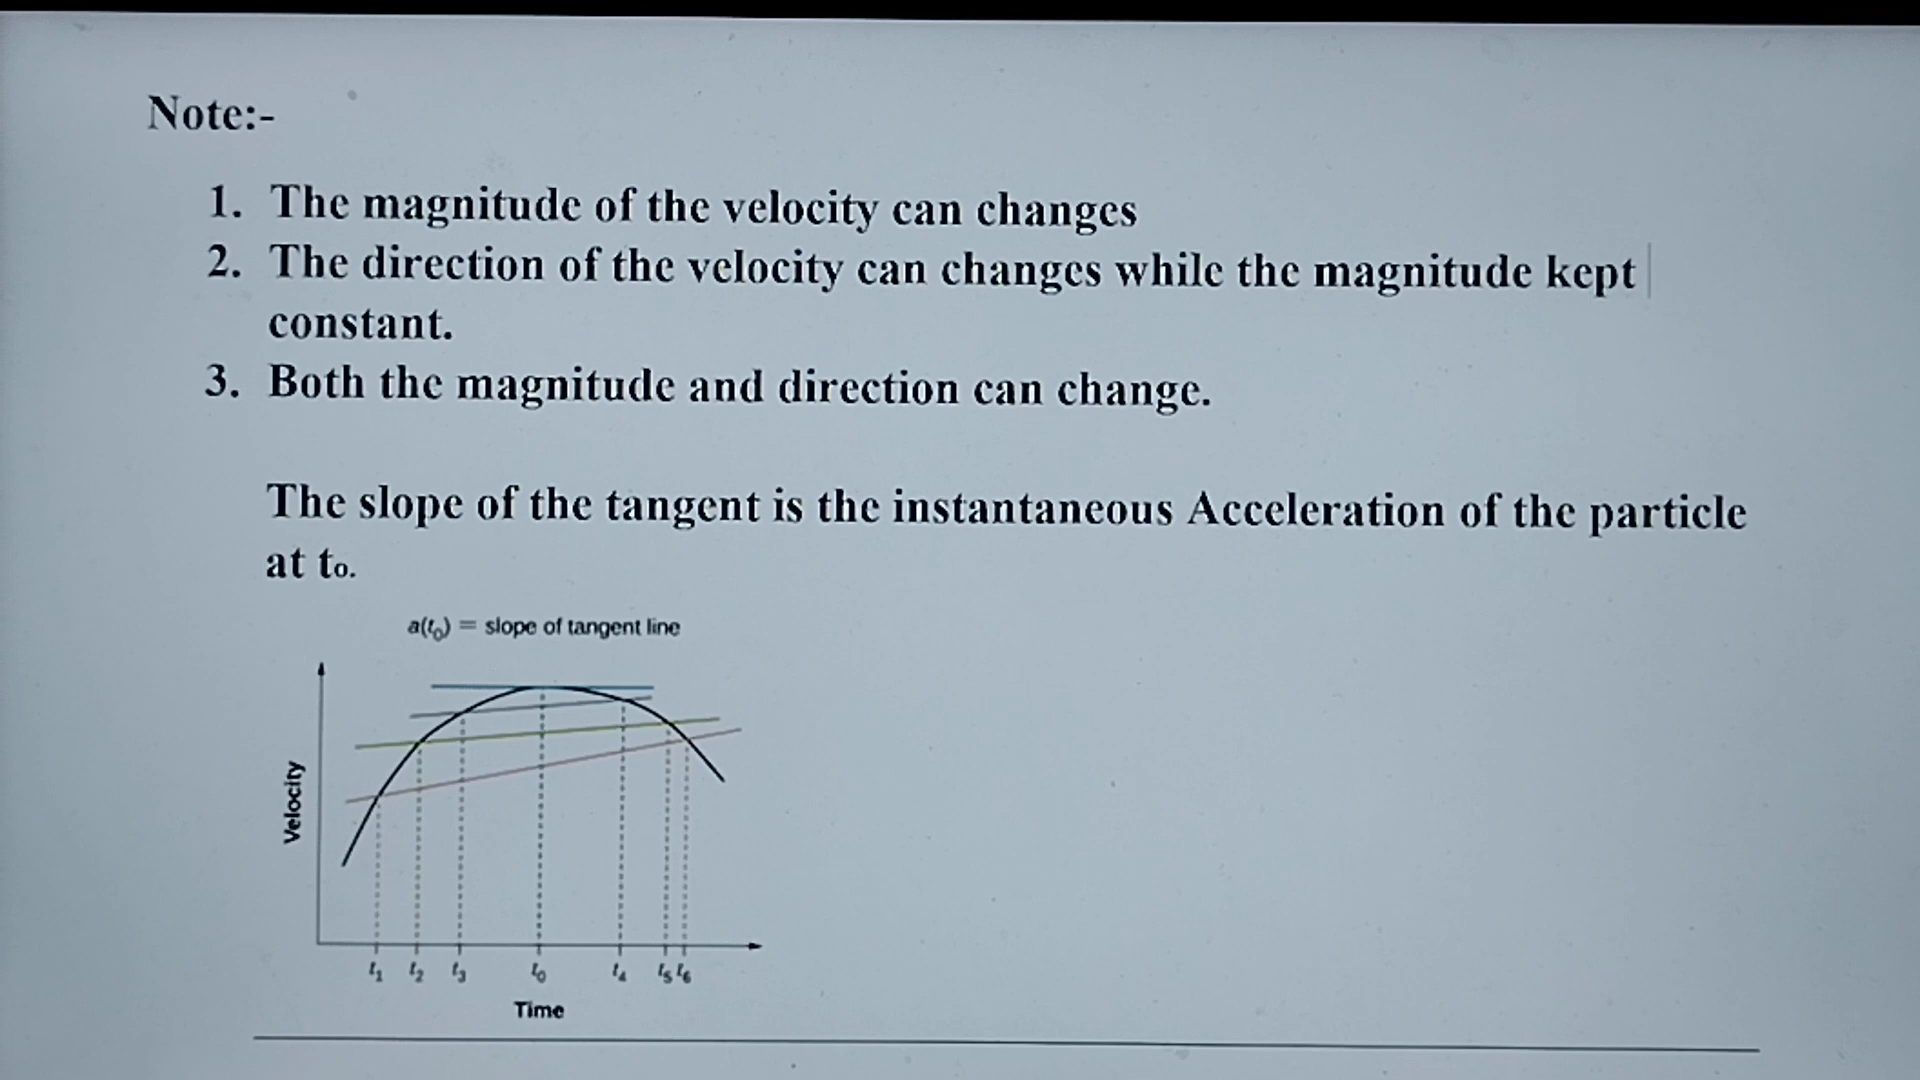 Note:-
1. The magnitude of the velocity can changes
2. The direction of the velocity can changes while the magnitude kept
constant.
3. Both the magnitude and direction can change.
The slope of the tangent is the instantaneous Acceleration of the particle
at to.
a(t₀) = slope of tangent line
Velocity
t₁ t₂ t₃ t₀ t₄ t₅ t₆
Time